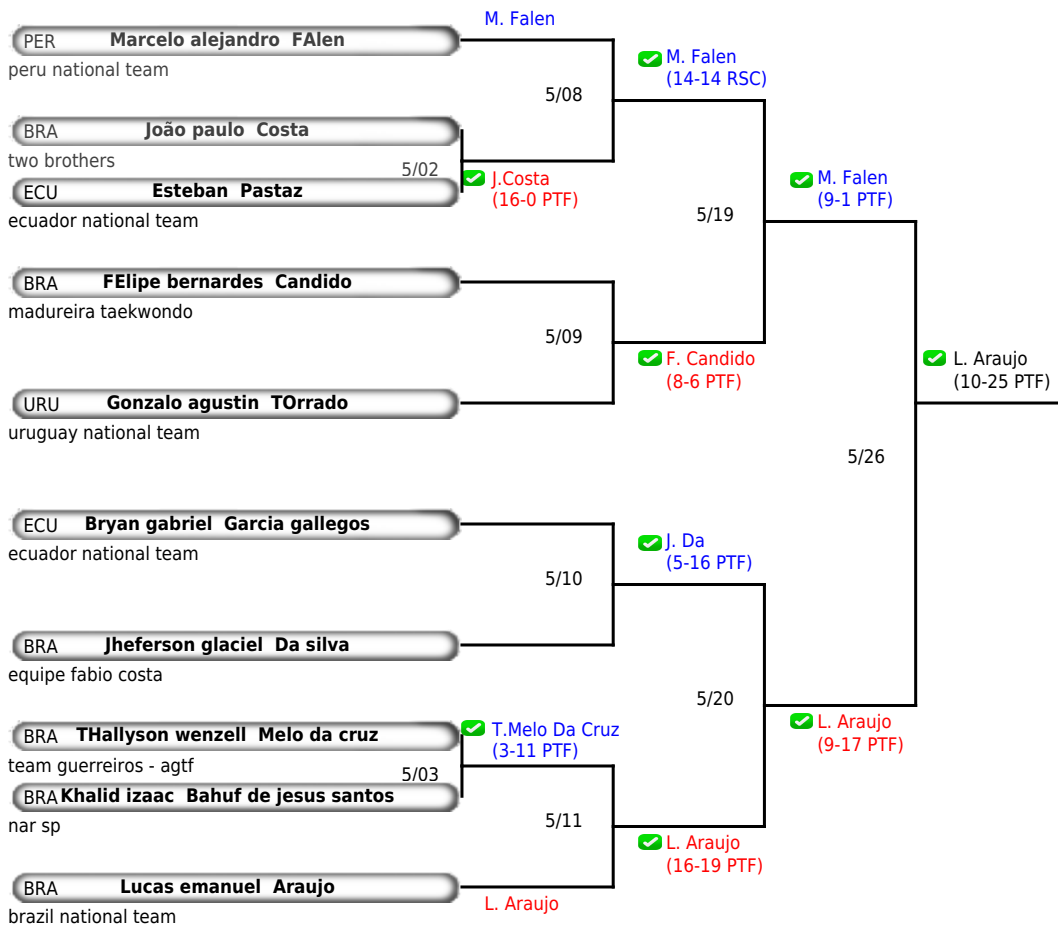 M. Falen
PER Marcelo alejandro FAlen
peru national team
M. Falen
(14-14 RSC)
5/08
BRA João paulo Costa
two brothers
5/02
J.Costa
(16-0 PTF)
ECU Esteban Pastaz
ecuador national team
M. Falen
(9-1 PTF)
5/19
BRA FElipe bernardes Candido
madureira taekwondo
5/09
F. Candido
(8-6 PTF)
L. Araujo
(10-25 PTF)
URU Gonzalo agustin TOrrado
uruguay national team
5/26
ECU Bryan gabriel Garcia gallegos
ecuador national team
J. Da
(5-16 PTF)
5/10
BRA Jheferson glaciel Da silva
equipe fabio costa
5/20
L. Araujo
(9-17 PTF)
BRA THallyson wenzell Melo da cruz
team guerreiros - agtf
T.Melo Da Cruz
(3-11 PTF)
5/03
BRA Khalid izaac Bahuf de jesus santos
nar sp
5/11
L. Araujo
(16-19 PTF)
BRA Lucas emanuel Araujo
brazil national team
L. Araujo